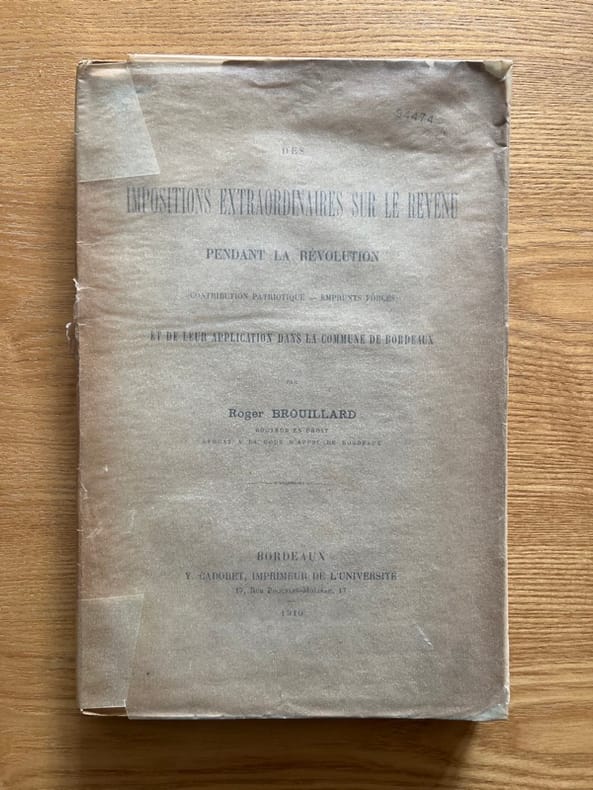 94474
DES
IMPOSITIONS EXTRAORDINAIRES SUR LE REVENU
PENDANT LA RÉVOLUTION
(CONTRIBUTION PATRIOTIQUE — EMPRUNTS FORCÉS)
ET DE LEUR APPLICATION DANS LA COMMUNE DE BORDEAUX
PAR
Roger BROUILLARD
DOCTEUR EN DROIT
AVOCAT A LA COUR D'APPEL DE BORDEAUX
BORDEAUX
Y. CADORET, IMPRIMEUR DE L'UNIVERSITÉ
17, RUE POQUELIN-MOLIÈRE, 17
1910